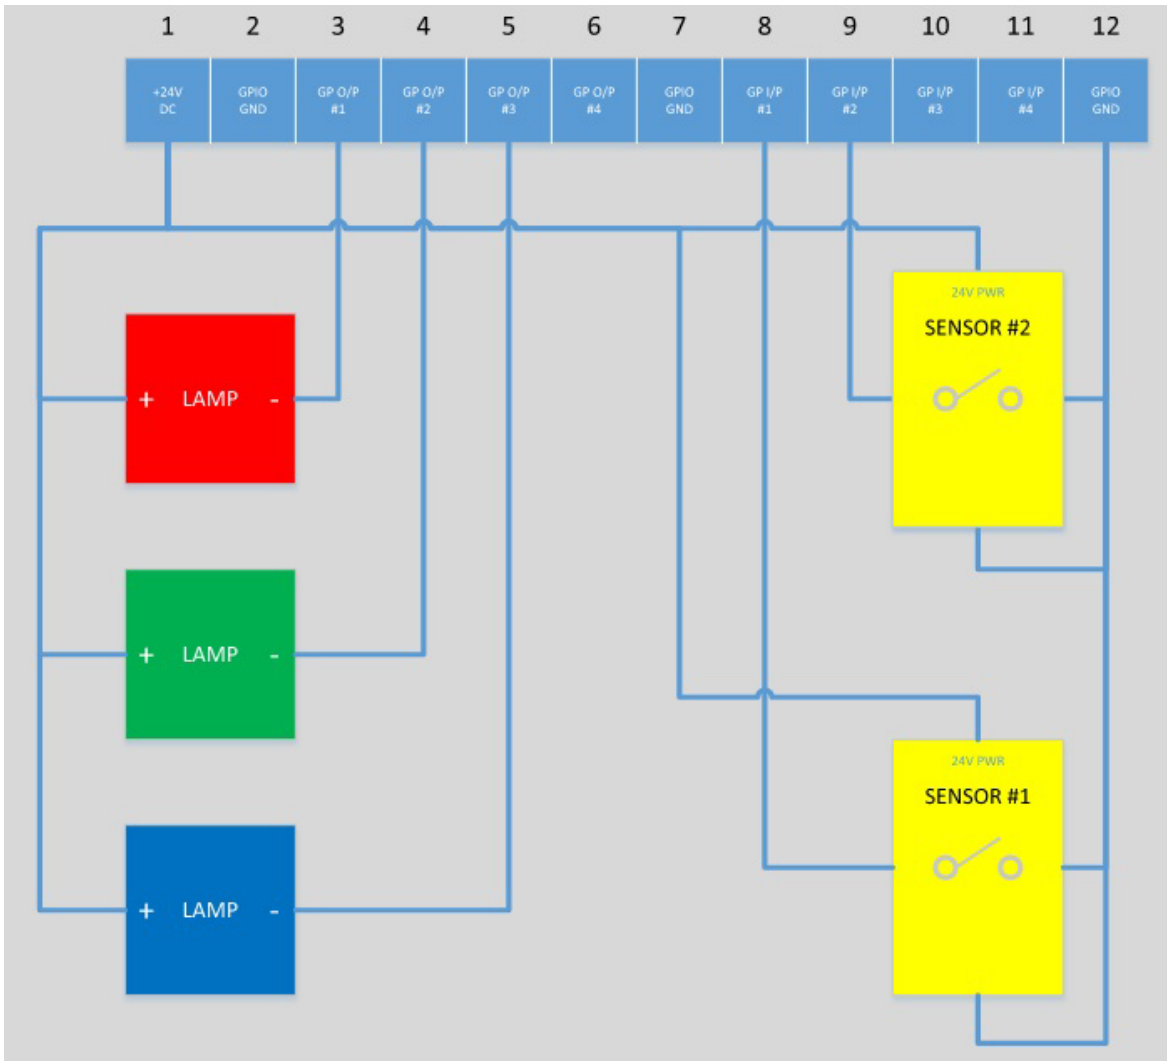 1 2 3 4 5 6 7 8 9 10 11 12
+24V GPIO GP O/P GP O/P GP O/P GP O/P GPIO GP I/P GP I/P GP I/P GP I/P GPIO
DC GND #1 #2 #3 #4 GND #1 #2 #3 #4 GND
24V PWR
SENSOR #2
+ LAMP -
+ LAMP -
24V PWR
SENSOR #1
+ LAMP -